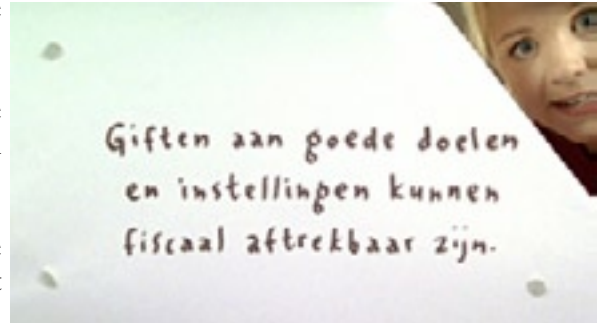 Giften aan goede doelen
en instellingen kunnen
fiscaal aftrekbaar zijn.